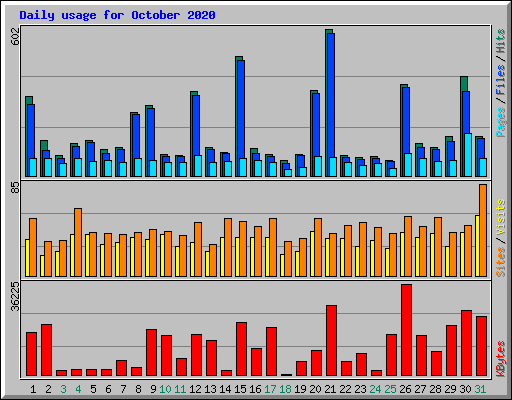 Daily usage for October 2020
602
Pages / Files / Hits
85
Sites / Visits
36225
KBytes
1 2 3 4 5 6 7 8 9 10 11 12 13 14 15 16 17 18 19 20 21 22 23 24 25 26 27 28 29 30 31